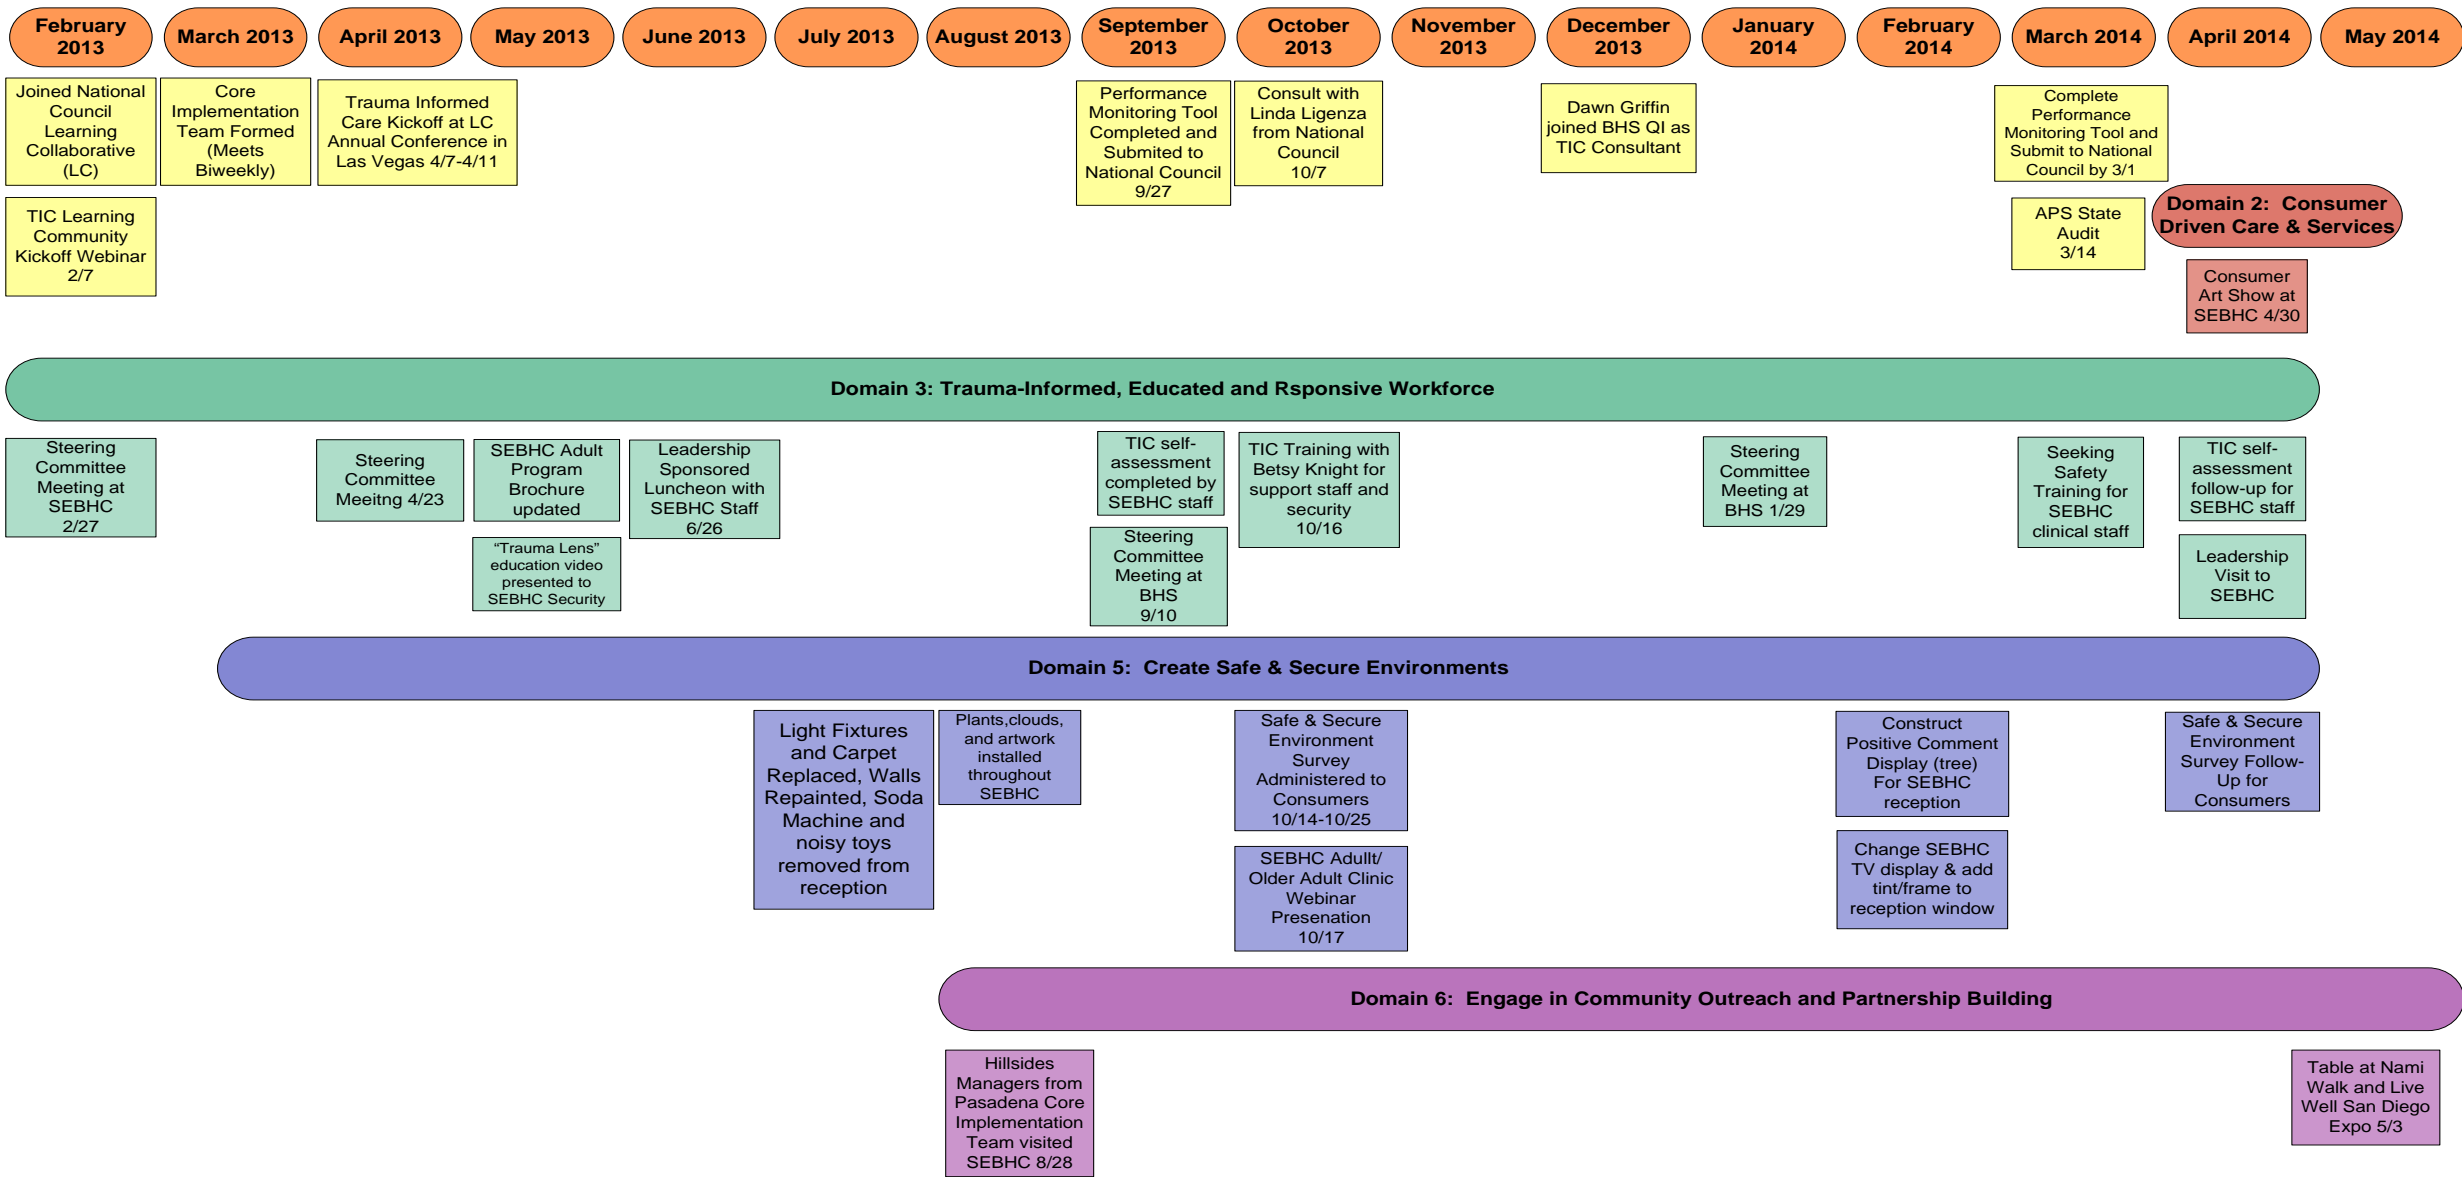 February
2013
March 2013
April 2013
May 2013
June 2013
July 2013
August 2013
September
2013
October
2013
November
2013
December
2013
January
2014
February
2014
March 2014
April 2014
May 2014
Joined National
Council
Learning
Collaborative
(LC)
Core
Implementation
Team Formed
(Meets
Biweekly)
Trauma Informed
Care Kickoff at LC
Annual Conference in
Las Vegas 4/7-4/11
Performance
Monitoring Tool
Completed and
Submited to
National Council
9/27
Consult with
Linda Ligenza
from National
Council
10/7
Dawn Griffin
joined BHS QI as
TIC Consultant
Complete
Performance
Monitoring Tool and
Submit to National
Council by 3/1
TIC Learning
Community
Kickoff Webinar
2/7
APS State
Audit
3/14
Domain 2:  Consumer
Driven Care & Services
Consumer
Art Show at
SEBHC 4/30
Domain 3: Trauma-Informed, Educated and Rsponsive Workforce
Steering
Committee
Meeting at
SEBHC
2/27
Steering
Committee
Meeitng 4/23
SEBHC Adult
Program
Brochure
updated
Leadership
Sponsored
Luncheon with
SEBHC Staff
6/26
TIC self-
assessment
completed by
SEBHC staff
TIC Training with
Betsy Knight for
support staff and
security
10/16
Steering
Committee
Meeting at
BHS 1/29
Seeking
Safety
Training for
SEBHC
clinical staff
TIC self-
assessment
follow-up for
SEBHC staff
“Trauma Lens”
education video
presented to
SEBHC Security
Steering
Committee
Meeting at
BHS
9/10
Leadership
Visit to
SEBHC
Domain 5:  Create Safe & Secure Environments
Light Fixtures
and Carpet
Replaced, Walls
Repainted, Soda
Machine and
noisy toys
removed from
reception
Plants,clouds,
and artwork
installed
throughout
SEBHC
Safe & Secure
Environment
Survey
Administered to
Consumers
10/14-10/25
Construct
Positive Comment
Display (tree)
For SEBHC
reception
Safe & Secure
Environment
Survey Follow-
Up for
Consumers
SEBHC Adullt/
Older Adult Clinic
Webinar
Presenation
10/17
Change SEBHC
TV display & add
tint/frame to
reception window
Domain 6:  Engage in Community Outreach and Partnership Building
Hillsides
Managers from
Pasadena Core
Implementation
Team visited
SEBHC 8/28
Table at Nami
Walk and Live
Well San Diego
Expo 5/3